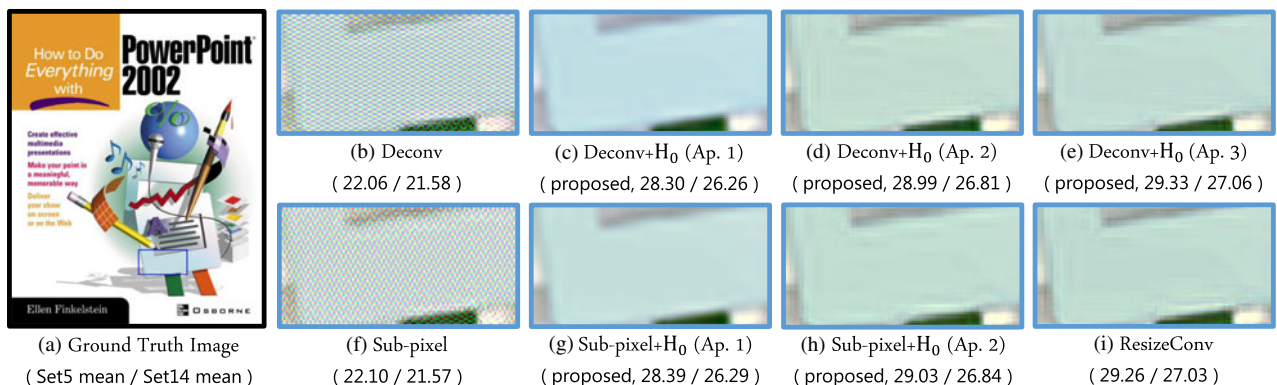 How to Do
Everything
with
PowerPoint
2002
Create effective
multimedia
presentations
Make your point in
a meaningful,
memorable way
Deliver
your show
on screen
or on the Web
Ellen Finkelstein
OSBORNE
(a) Ground Truth Image
( Set5 mean / Set14 mean )
(b) Deconv
( 22.06 / 21.58 )
(c) Deconv+H₀ (Ap. 1)
( proposed, 28.30 / 26.26 )
(d) Deconv+H₀ (Ap. 2)
( proposed, 28.99 / 26.81 )
(e) Deconv+H₀ (Ap. 3)
( proposed, 29.33 / 27.06 )
(f) Sub-pixel
( 22.10 / 21.57 )
(g) Sub-pixel+H₀ (Ap. 1)
( proposed, 28.39 / 26.29 )
(h) Sub-pixel+H₀ (Ap. 2)
( proposed, 29.03 / 26.84 )
(i) ResizeConv
( 29.26 / 27.03 )